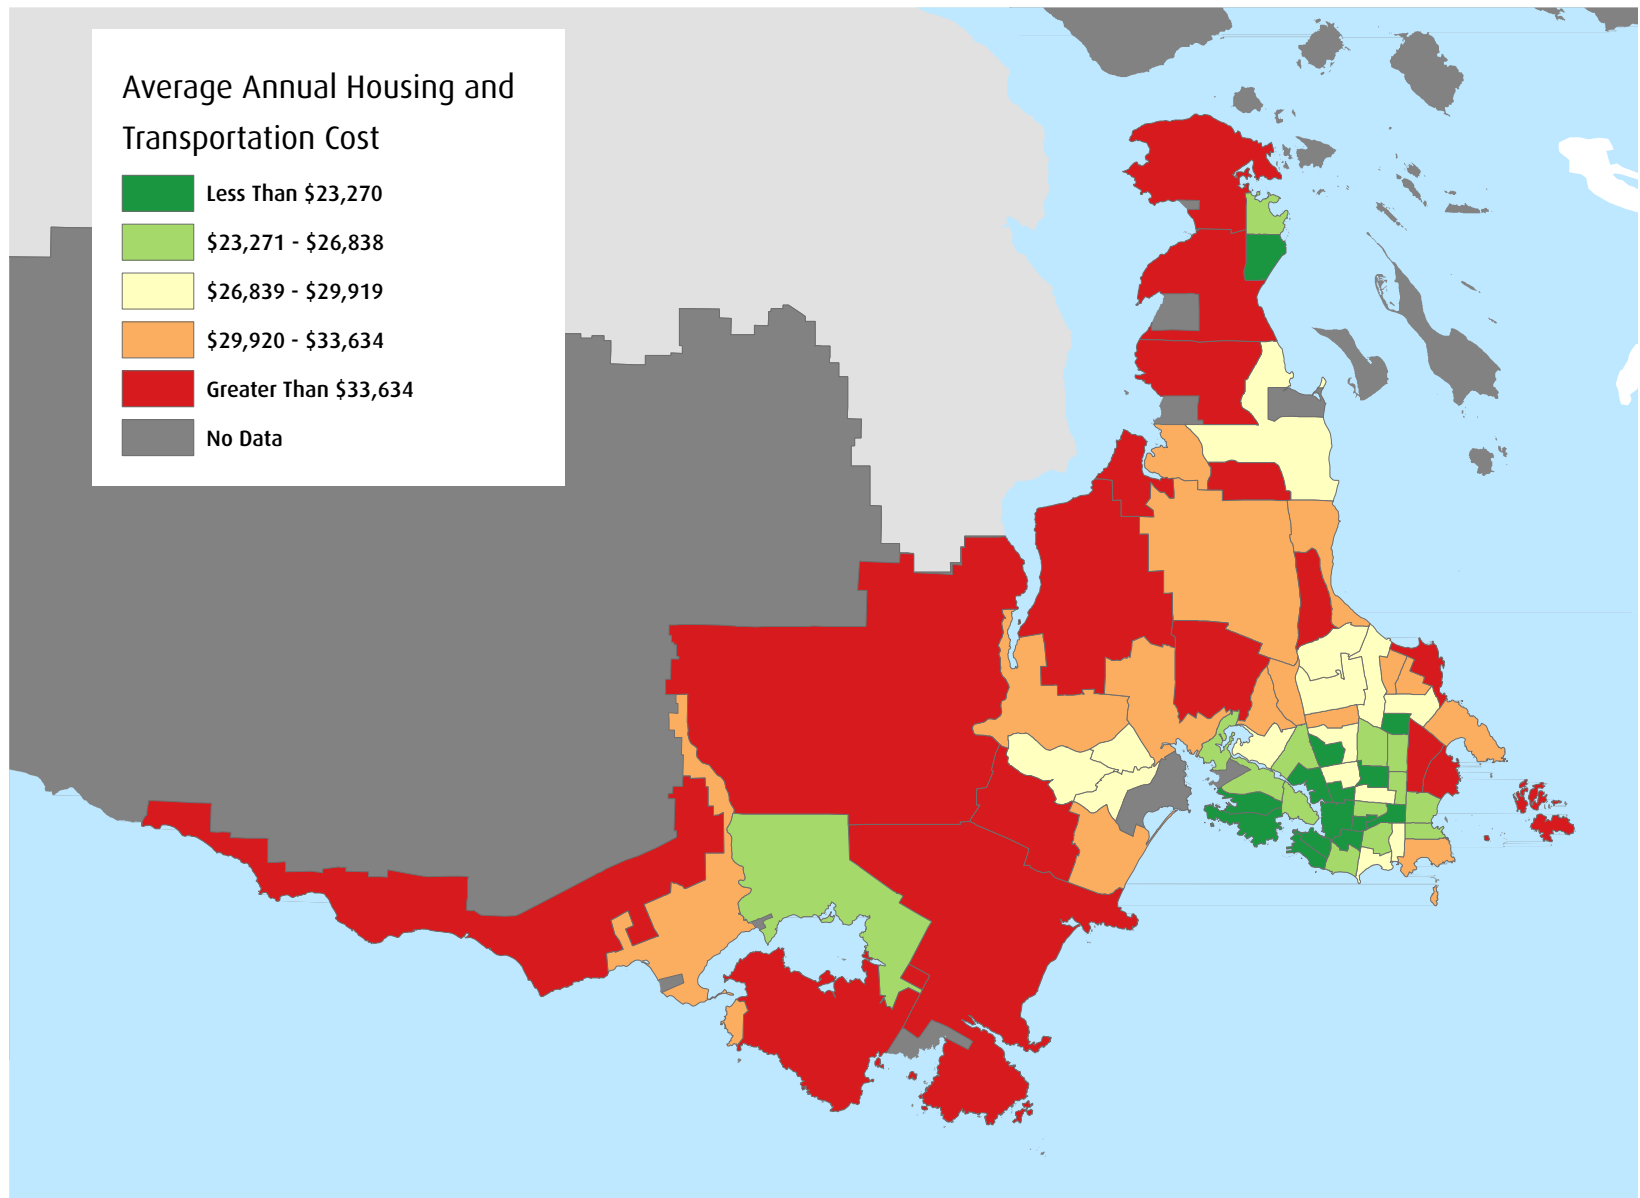 Average Annual Housing and
Transportation Cost
Less Than $23,270
$23,271 - $26,838
$26,839 - $29,919
$29,920 - $33,634
Greater Than $33,634
No Data